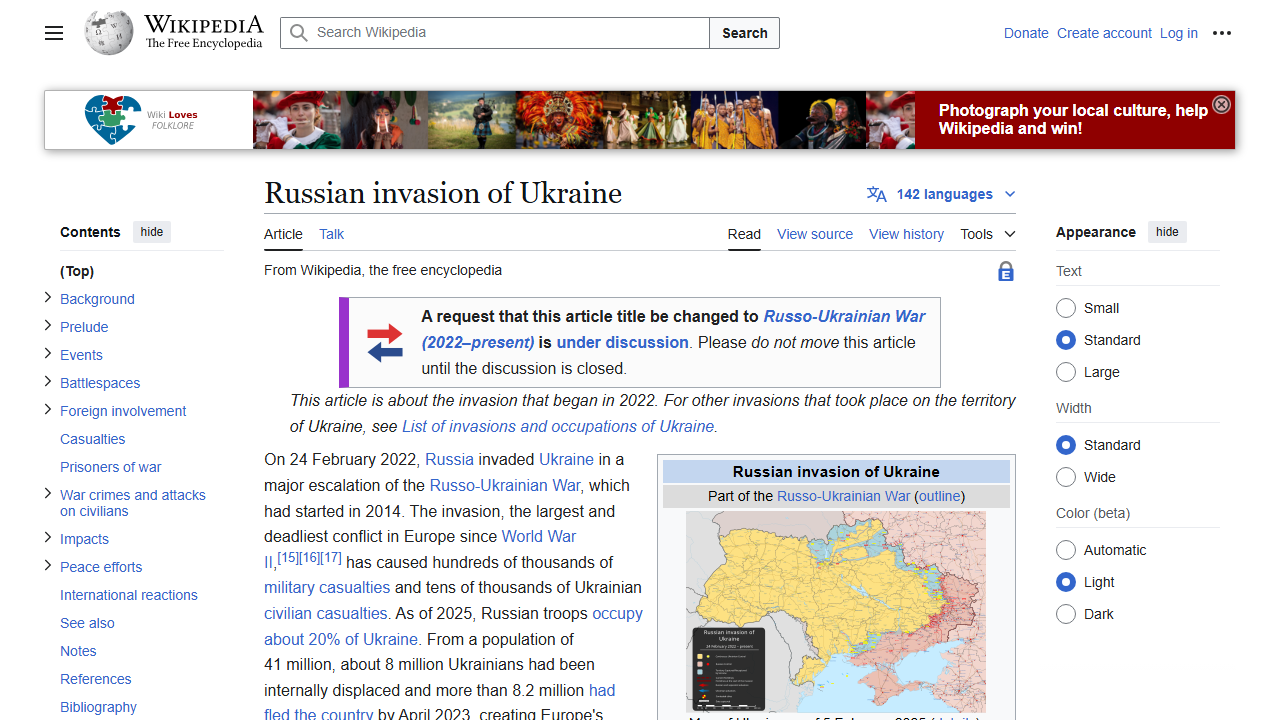 WIKIPEDIA
The Free Encyclopedia
Search Wikipedia
Search
Donate Create account Log in
Wiki Loves
FOLKLORE
Photograph your local culture, help
Wikipedia and win!
Russian invasion of Ukraine
142 languages
Contents hide
Article Talk
Read View source View history Tools
Appearance hide
From Wikipedia, the free encyclopedia
(Top)
Background
Prelude
Events
Battlespaces
Foreign involvement
Casualties
Prisoners of war
War crimes and attacks
on civilians
Impacts
Peace efforts
International reactions
See also
Notes
References
Bibliography
A request that this article title be changed to Russo-Ukrainian War
(2022–present) is under discussion. Please do not move this article
until the discussion is closed.
This article is about the invasion that began in 2022. For other invasions that took place on the territory
of Ukraine, see List of invasions and occupations of Ukraine.
On 24 February 2022, Russia invaded Ukraine in a
major escalation of the Russo-Ukrainian War, which
had started in 2014. The invasion, the largest and
deadliest conflict in Europe since World War
II,[15][16][17] has caused hundreds of thousands of
military casualties and tens of thousands of Ukrainian
civilian casualties. As of 2025, Russian troops occupy
about 20% of Ukraine. From a population of
41 million, about 8 million Ukrainians had been
internally displaced and more than 8.2 million had
fled the country by April 2023, creating Europe's
Russian invasion of Ukraine
Part of the Russo-Ukrainian War (outline)
Russian invasion of
Ukraine
24 February 2022 – present
Text
Small
Standard
Large
Width
Standard
Wide
Color (beta)
Automatic
Light
Dark